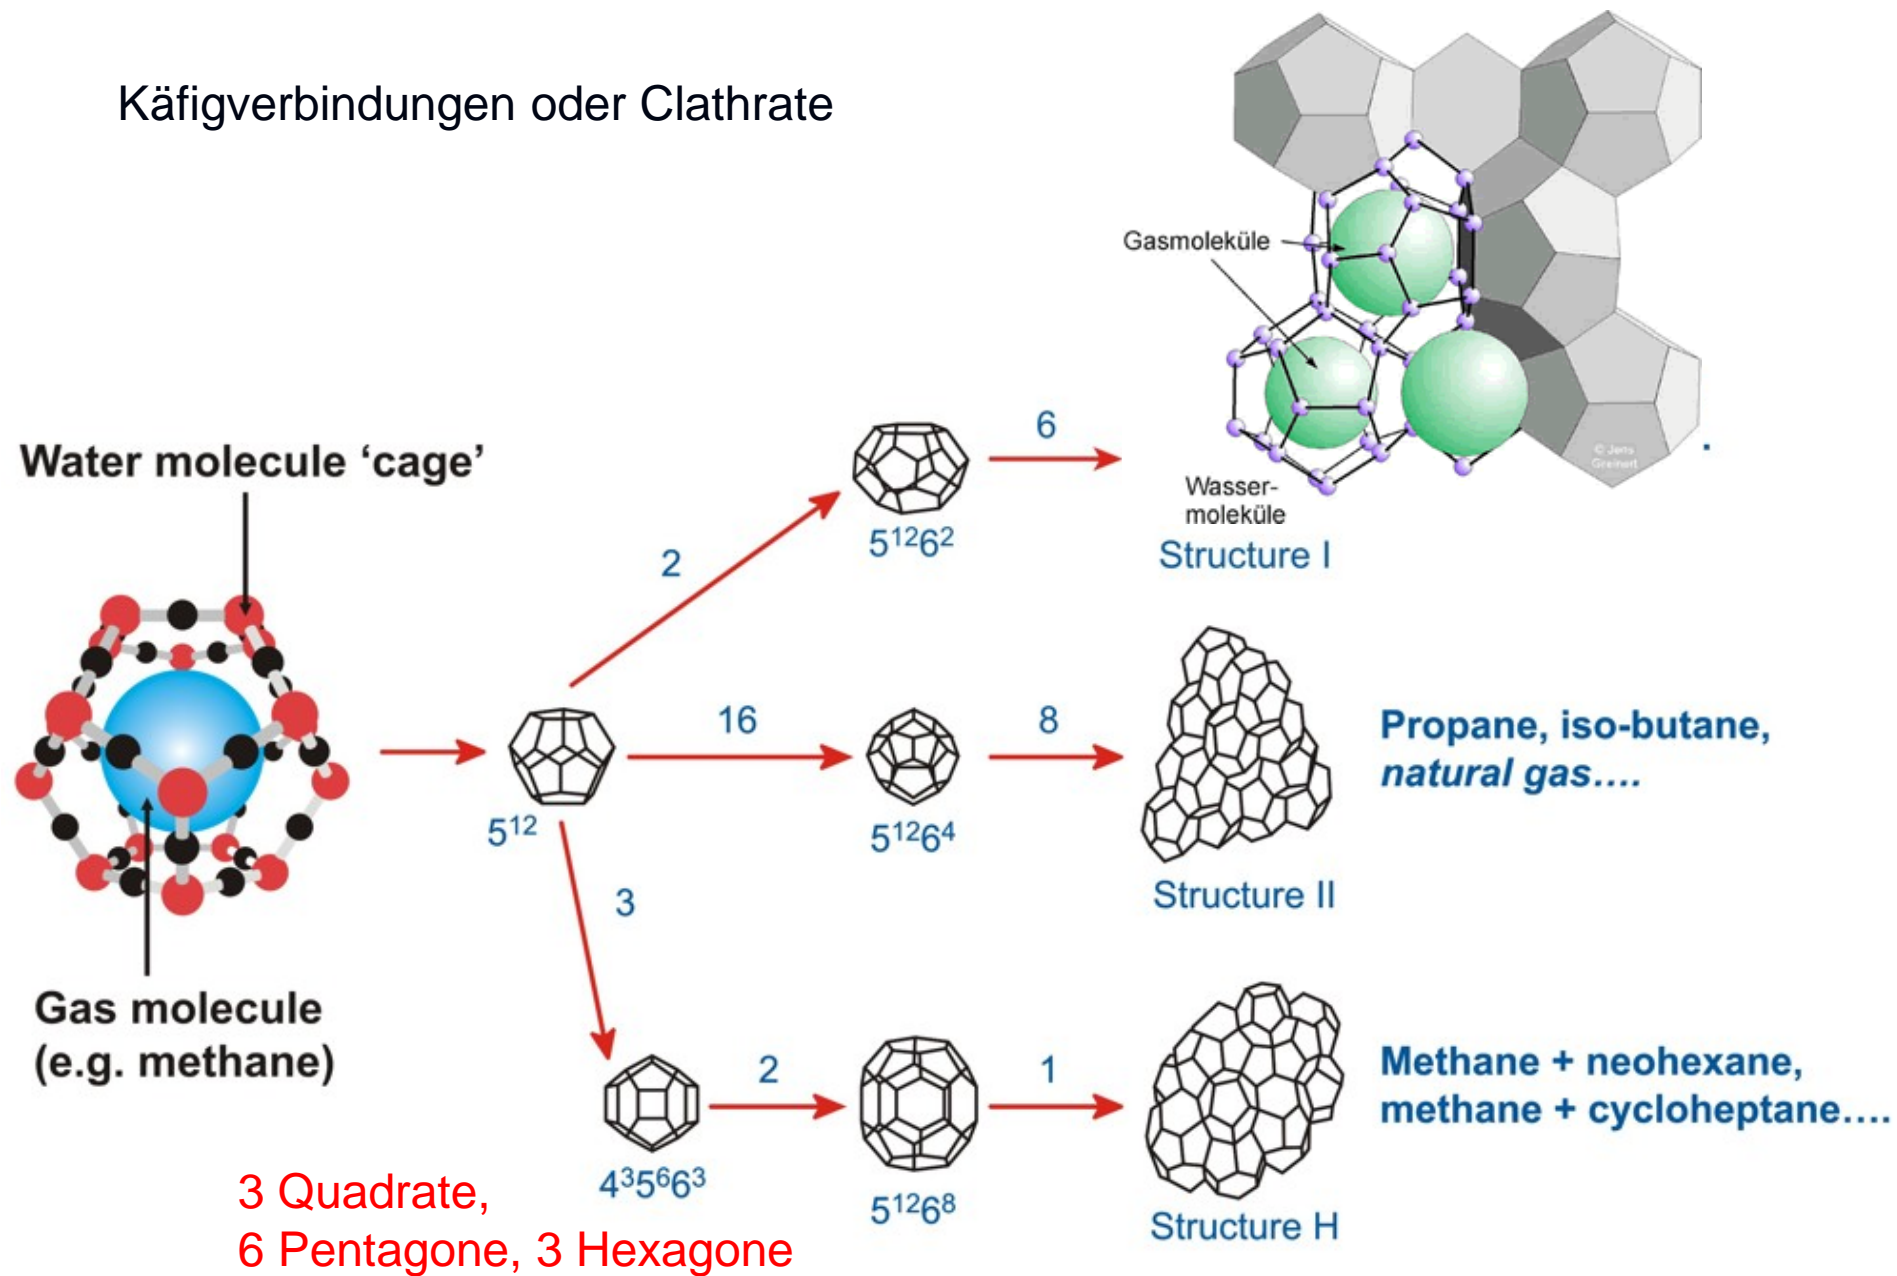 Käfigverbindungen oder Clathrate
Gasmoleküle
© Jens
Greinert
Wasser-
moleküle
Structure I
.
Water molecule ‘cage’
6
5¹²6²
2
16
8
5¹²
5¹²6⁴
Structure II
Propane, iso-butane,
natural gas....
3
Gas molecule
(e.g. methane)
2
1
4³5⁶6³
5¹²6⁸
Structure H
Methane + neohexane,
methane + cycloheptane....
3 Quadrate,
6 Pentagone, 3 Hexagone